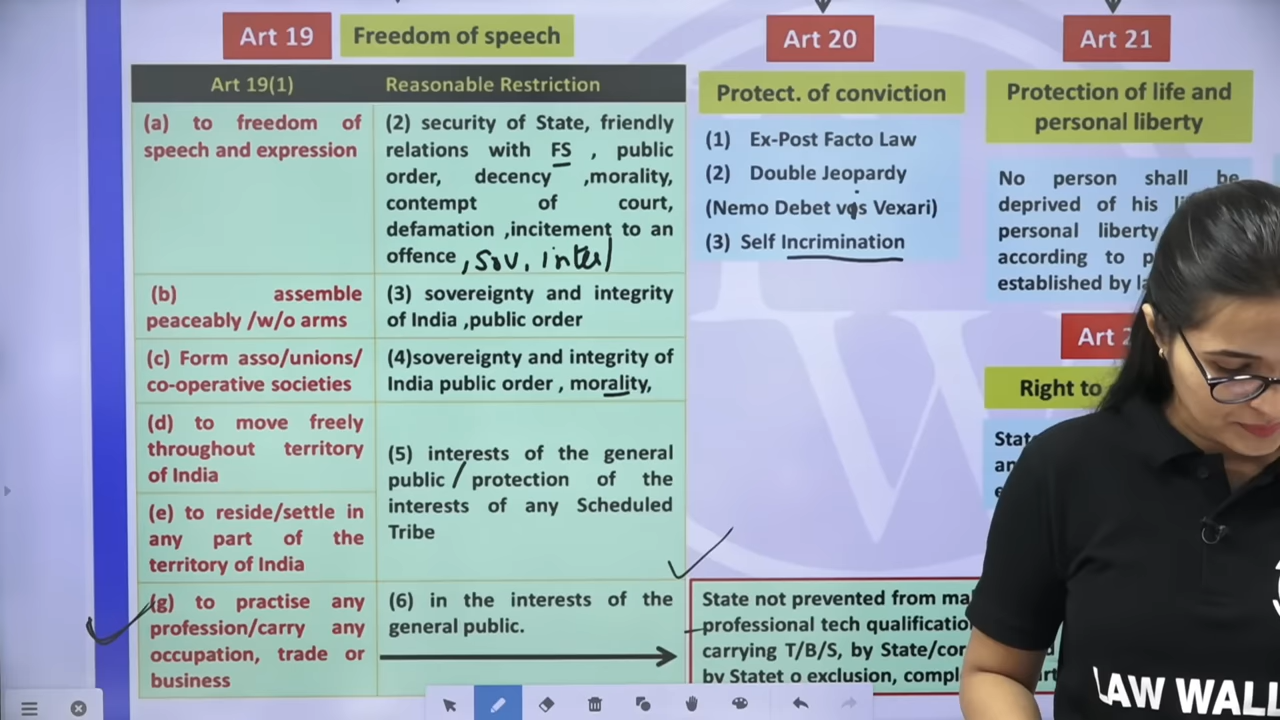 Art 19
Freedom of speech
Art 20
Art 21
Art 19(1)
Reasonable Restriction
(a) to freedom of
speech and expression
(2) security of State, friendly
relations with FS , public
order, decency ,morality,
contempt of court,
defamation ,incitement to an
offence , Sov. integ
(b) assemble
peaceably /w/o arms
(3) sovereignty and integrity
of India ,public order
(c) Form asso/unions/
co-operative societies
(4)sovereignty and integrity of
India public order , morality,
(d) to move freely
throughout territory
of India
(e) to reside/settle in
any part of the
territory of India
(5) interests of the general
public / protection of the
interests of any Scheduled
Tribe
(g) to practise any
profession/carry any
occupation, trade or
business
(6) in the interests of the
general public.
Protect. of conviction
(1) Ex-Post Facto Law
(2) Double Jeopardy
(Nemo Debet vos Vexari)
(3) Self Incrimination
Protection of life and
personal liberty
No person shall be
deprived of his
personal liberty
according to
established by
Art
Right to
State not prevented from
professional tech
carrying T/B/S, by
by Statet o exclusion,
LAW WALL